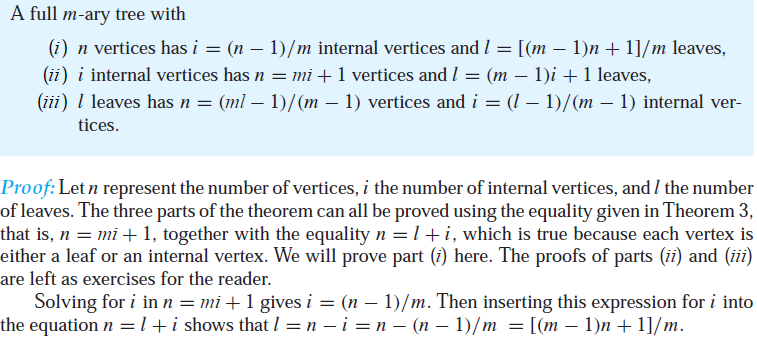 A full m-ary tree with
(i) n vertices has i = (n − 1)/m internal vertices and l = [(m − 1)n + 1]/m leaves,
(ii) i internal vertices has n = mi + 1 vertices and l = (m − 1)i + 1 leaves,
(iii) l leaves has n = (ml − 1)/(m − 1) vertices and i = (l − 1)/(m − 1) internal ver-
tices.
Proof: Let n represent the number of vertices, i the number of internal vertices, and l the number
of leaves. The three parts of the theorem can all be proved using the equality given in Theorem 3,
that is, n = mi + 1, together with the equality n = l + i, which is true because each vertex is
either a leaf or an internal vertex. We will prove part (i) here. The proofs of parts (ii) and (iii)
are left as exercises for the reader.
Solving for i in n = mi + 1 gives i = (n − 1)/m. Then inserting this expression for i into
the equation n = l + i shows that l = n − i = n − (n − 1)/m = [(m − 1)n + 1]/m.